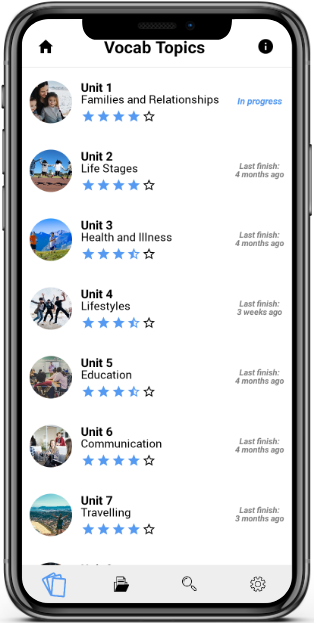 Vocab Topics
Unit 1
Families and Relationships
In progress
Unit 2
Life Stages
Last finish:
4 months ago
Unit 3
Health and Illness
Last finish:
4 months ago
Unit 4
Lifestyles
Last finish:
3 weeks ago
Unit 5
Education
Last finish:
4 months ago
Unit 6
Communication
Last finish:
4 months ago
Unit 7
Travelling
Last finish:
3 months ago